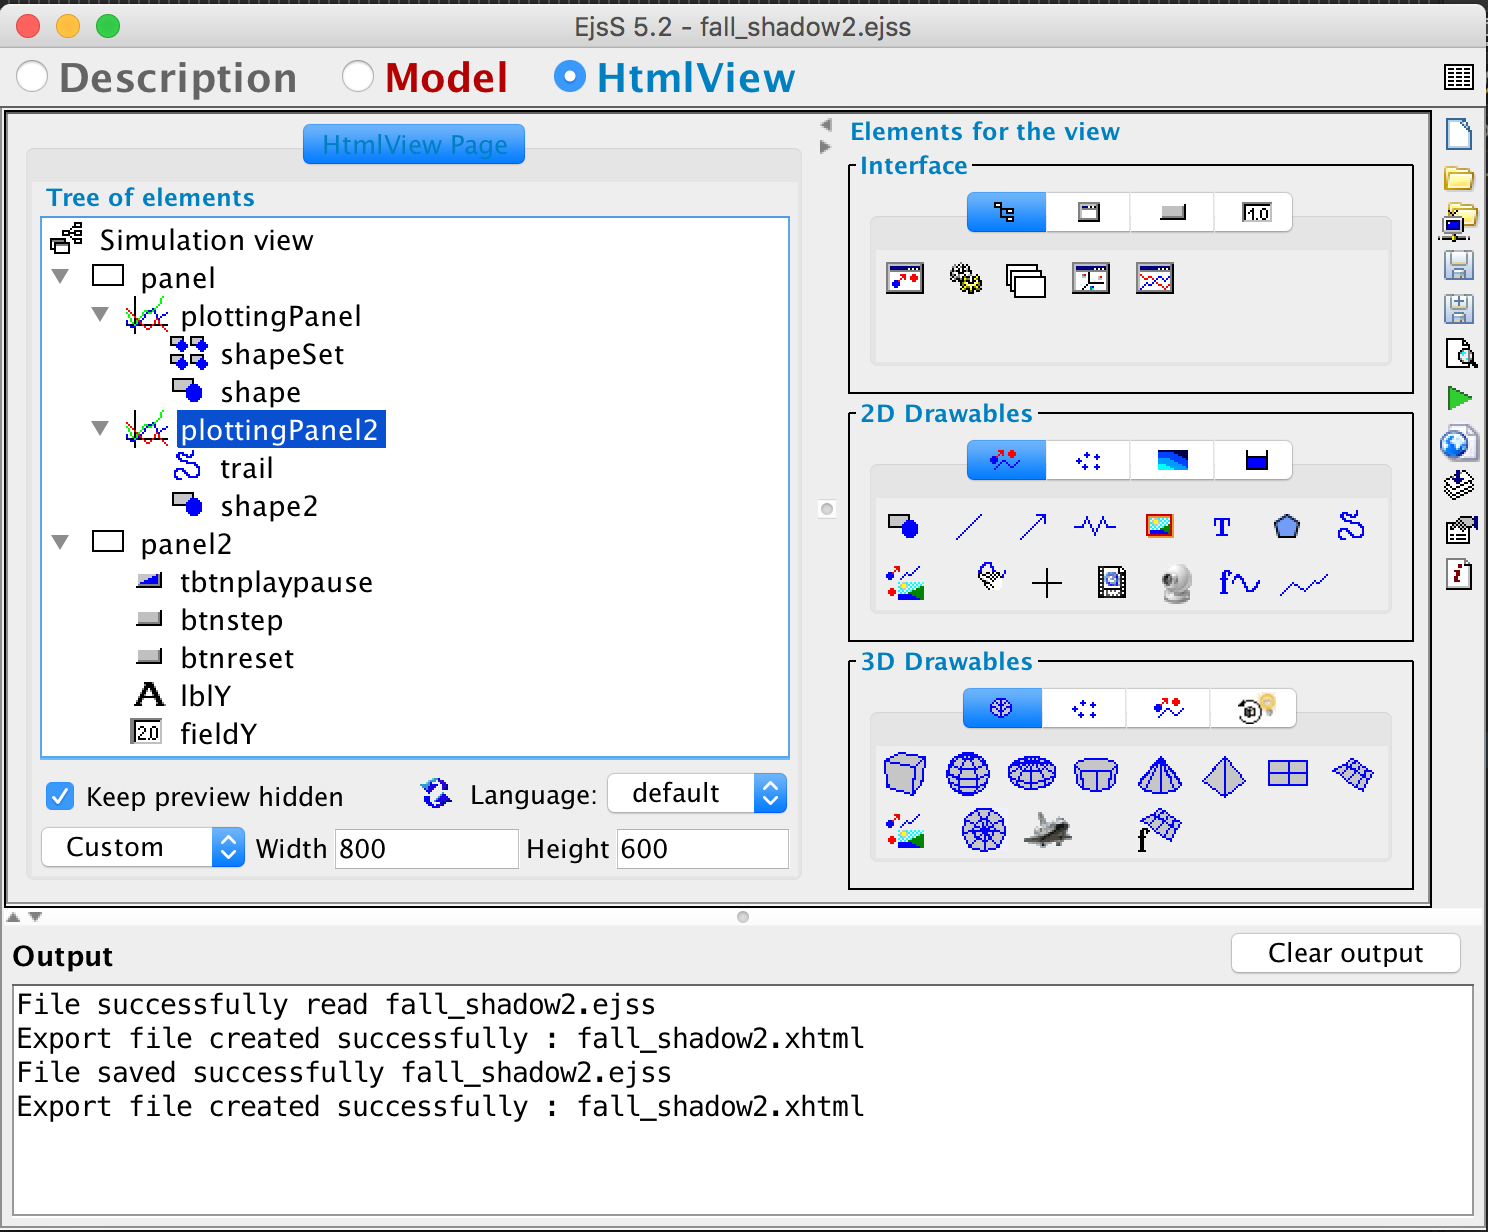 EjsS 5.2 - fall_shadow2.ejss
Description Model HtmlView
HtmlView Page
Tree of elements
Simulation view
panel
plottingPanel
shapeSet
shape
plottingPanel2
trail
shape2
panel2
tbtnplaypause
btnstep
btnreset
A lblY
2.0 fieldY
Keep preview hidden Language: default
Custom Width 800 Height 600
Elements for the view
Interface
1.0
2D Drawables
T
f
3D Drawables
f
i
Output Clear output
File successfully read fall_shadow2.ejss
Export file created successfully : fall_shadow2.xhtml
File saved successfully fall_shadow2.ejss
Export file created successfully : fall_shadow2.xhtml